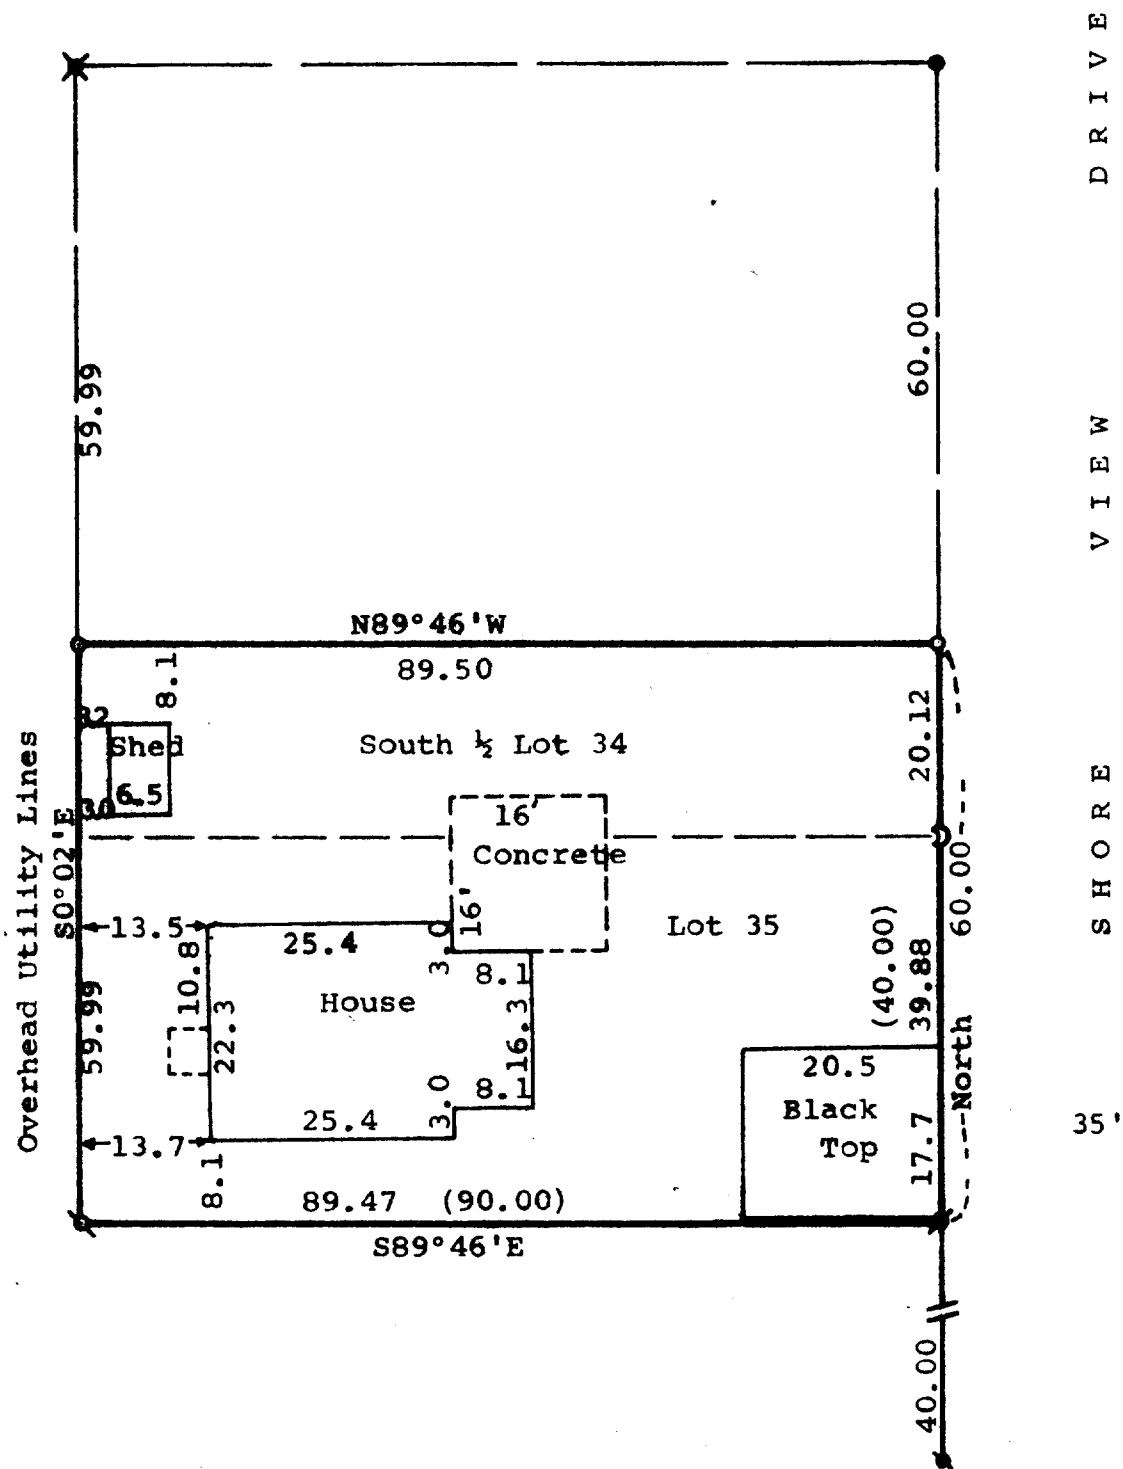 SHORE VIEW DRIVE
60.00
59.99
N89°46'W
89.50
8.1
20.12
3.2
Shed
6.5
3.0
South ½ Lot 34
16'
Concrete
16'
Overhead Utility Lines
S0°02'E
59.99
13.5
25.4
3.0
Lot 35
60.00
North
(40.00)
39.88
10.8
House
8.1
22.3
16.3
20.5
Black
Top
17.7
8.1
3.0
25.4
13.7
8.1
35'
89.47 (90.00)
S89°46'E
40.00